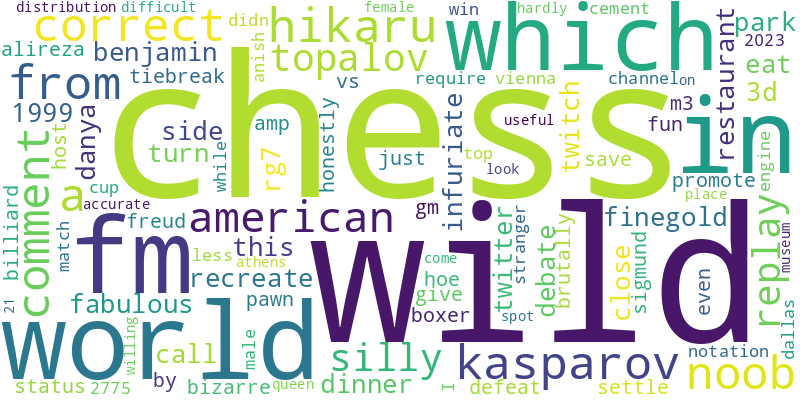 distribution difficult female win cement
correct didn hikaru which park
alireza benjamin anish topalov 2023
tiebreak vs require vienna channel on eat
from chess restaurant
1999 danya host side amp infuriate twitch m3 useful 3d
comment turn rg7 honestly just top fun save engine
a while look promote in place
cup accurate american gm stranger finegold replay
billiard freud
match fm less this athens wild come twitter debate brutally close sigmund even museum
recreate hoe spot
fabulous pawn give boxer
21 world willing call male silly kasparov notation dallas
by dinner noob
status 2775 bizarre queen I defeat settle